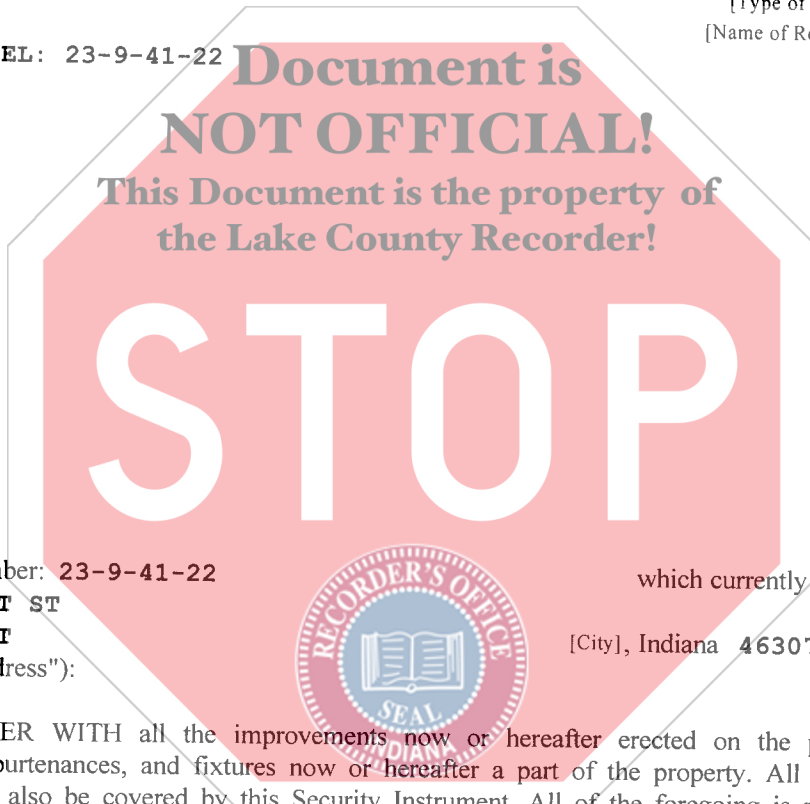 [Type of
[Name of Re
EL: 23-9-41-22
Document is
NOT OFFICIAL!
This Document is the property of
the Lake County Recorder!
STOP
ber: 23-9-41-22 which currently
T ST
[City], Indiana 46307
dress"):
RECORDER'S OFFICE
SEAL
INDIANA
ER WITH all the improvements now or hereafter erected on the p
purtenances, and fixtures now or hereafter a part of the property. All
also be covered by this Security Instrument. All of the foregoing is